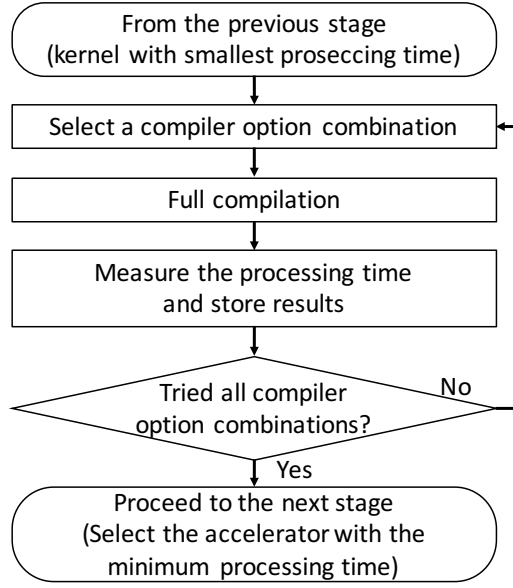 From the previous stage
(kernel with smallest proseccing time)
Select a compiler option combination
Full compilation
Measure the processing time
and store results
Tried all compiler
option combinations?
No
Yes
Proceed to the next stage
(Select the accelerator with the
minimum processing time)